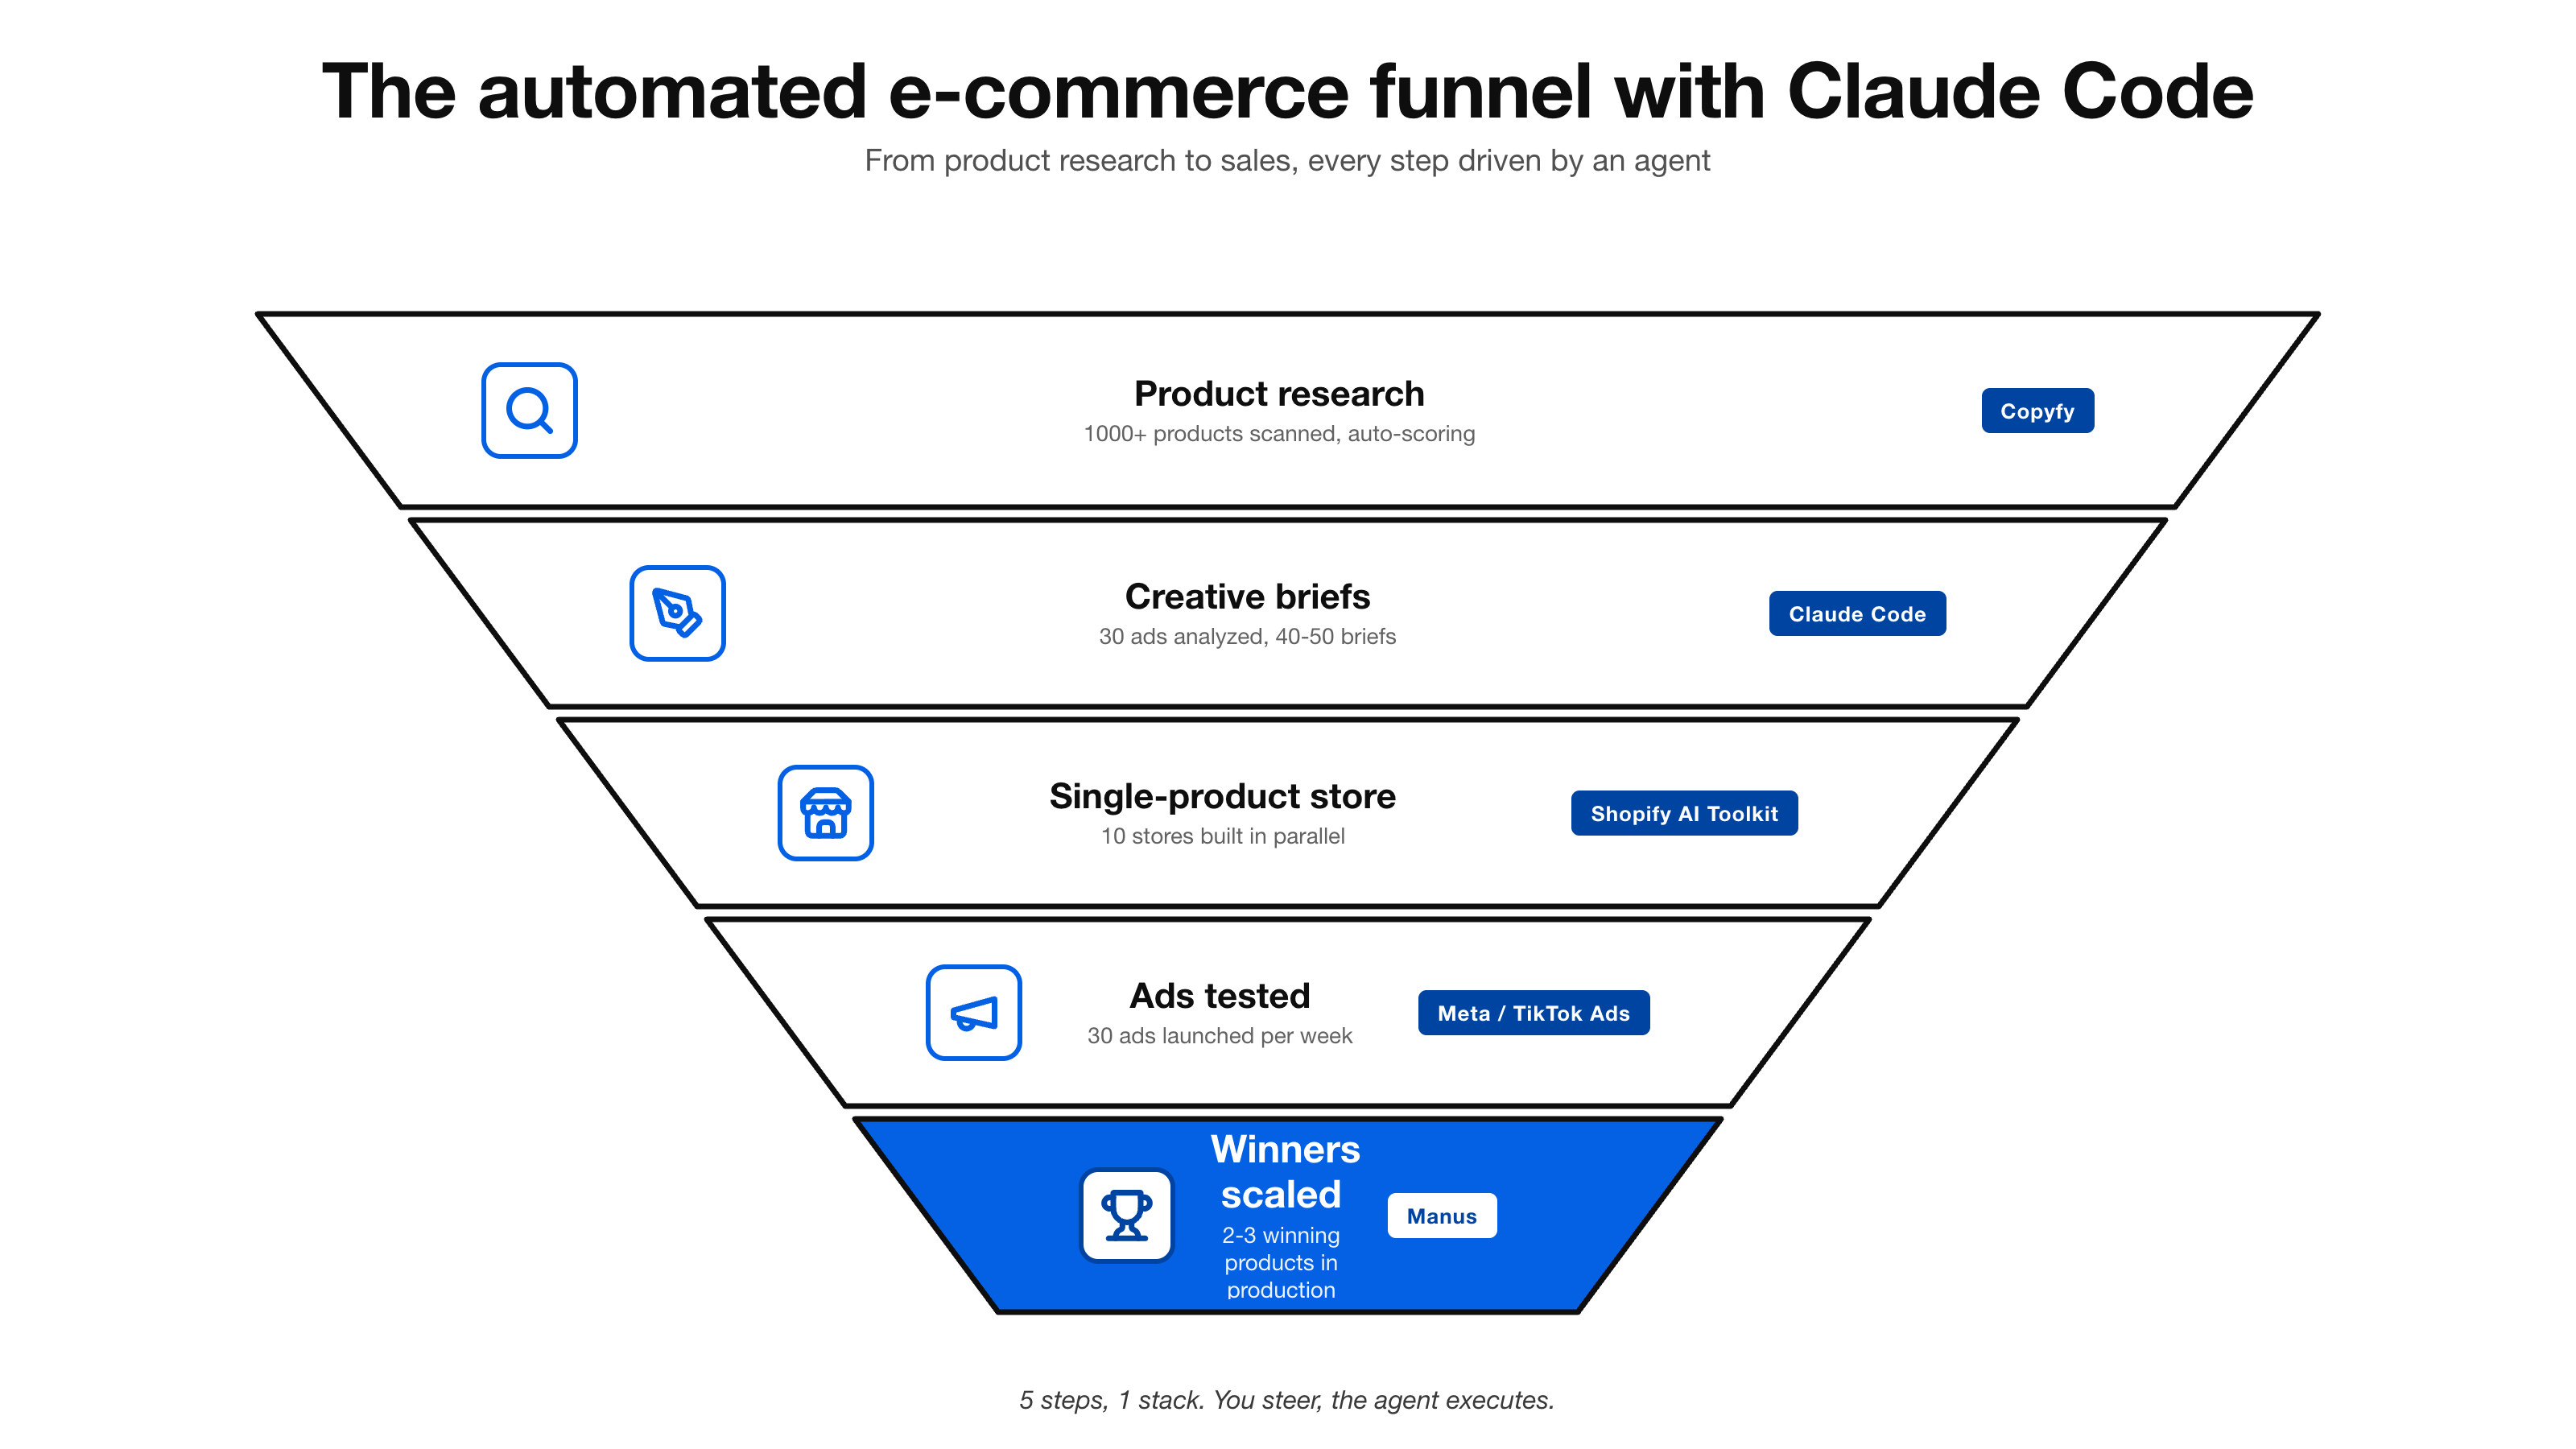 The automated e-commerce funnel with Claude Code
From product research to sales, every step driven by an agent
Product research
1000+ products scanned, auto-scoring
Copyfy
Creative briefs
30 ads analyzed, 40-50 briefs
Claude Code
Single-product store
10 stores built in parallel
Shopify AI Toolkit
Ads tested
30 ads launched per week
Meta / TikTok Ads
Winners
scaled
2-3 winning
products in
production
Manus
5 steps, 1 stack. You steer, the agent executes.